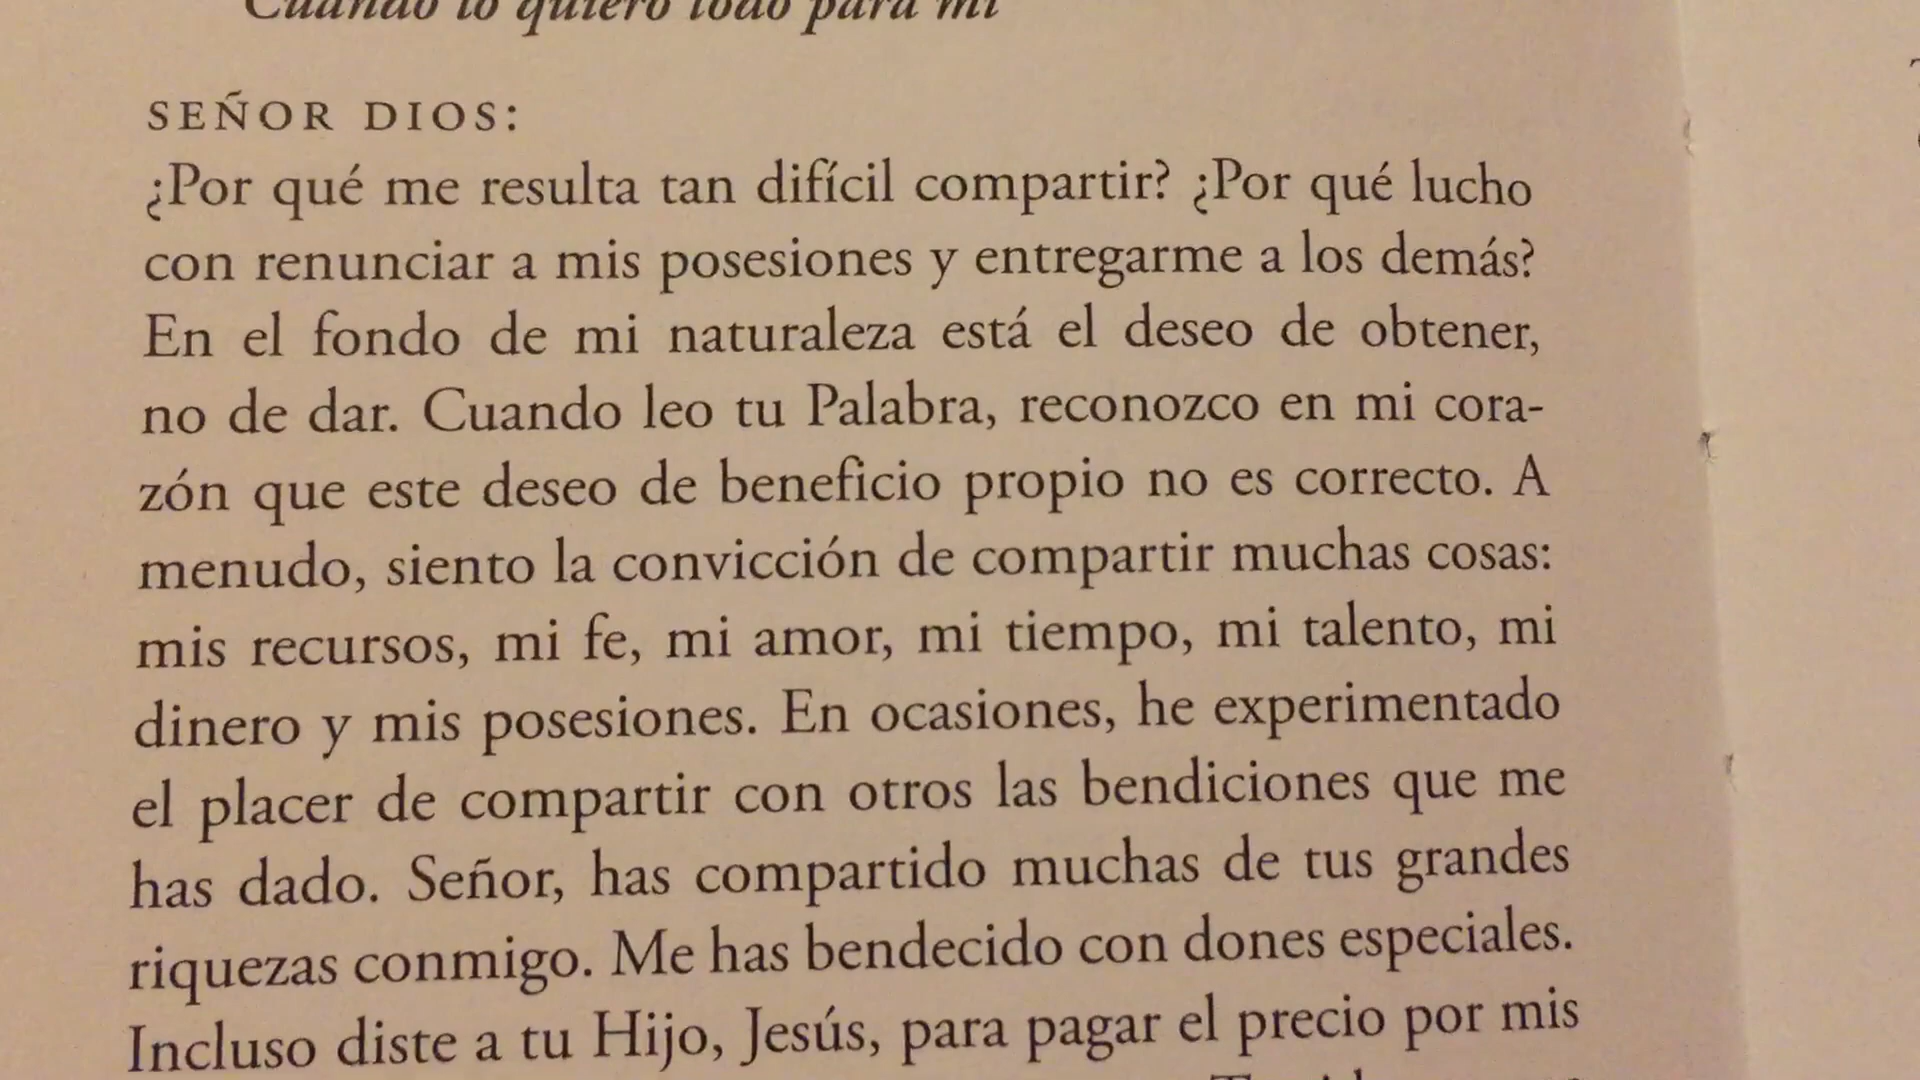 Cuando lo quiero todo para mí
SEÑOR DIOS:
¿Por qué me resulta tan difícil compartir? ¿Por qué lucho
con renunciar a mis posesiones y entregarme a los demás?
En el fondo de mi naturaleza está el deseo de obtener,
no de dar. Cuando leo tu Palabra, reconozco en mi cora-
zón que este deseo de beneficio propio no es correcto. A
menudo, siento la convicción de compartir muchas cosas:
mis recursos, mi fe, mi amor, mi tiempo, mi talento, mi
dinero y mis posesiones. En ocasiones, he experimentado
el placer de compartir con otros las bendiciones que me
has dado. Señor, has compartido muchas de tus grandes
riquezas conmigo. Me has bendecido con dones especiales.
Incluso diste a tu Hijo, Jesús, para pagar el precio por mis